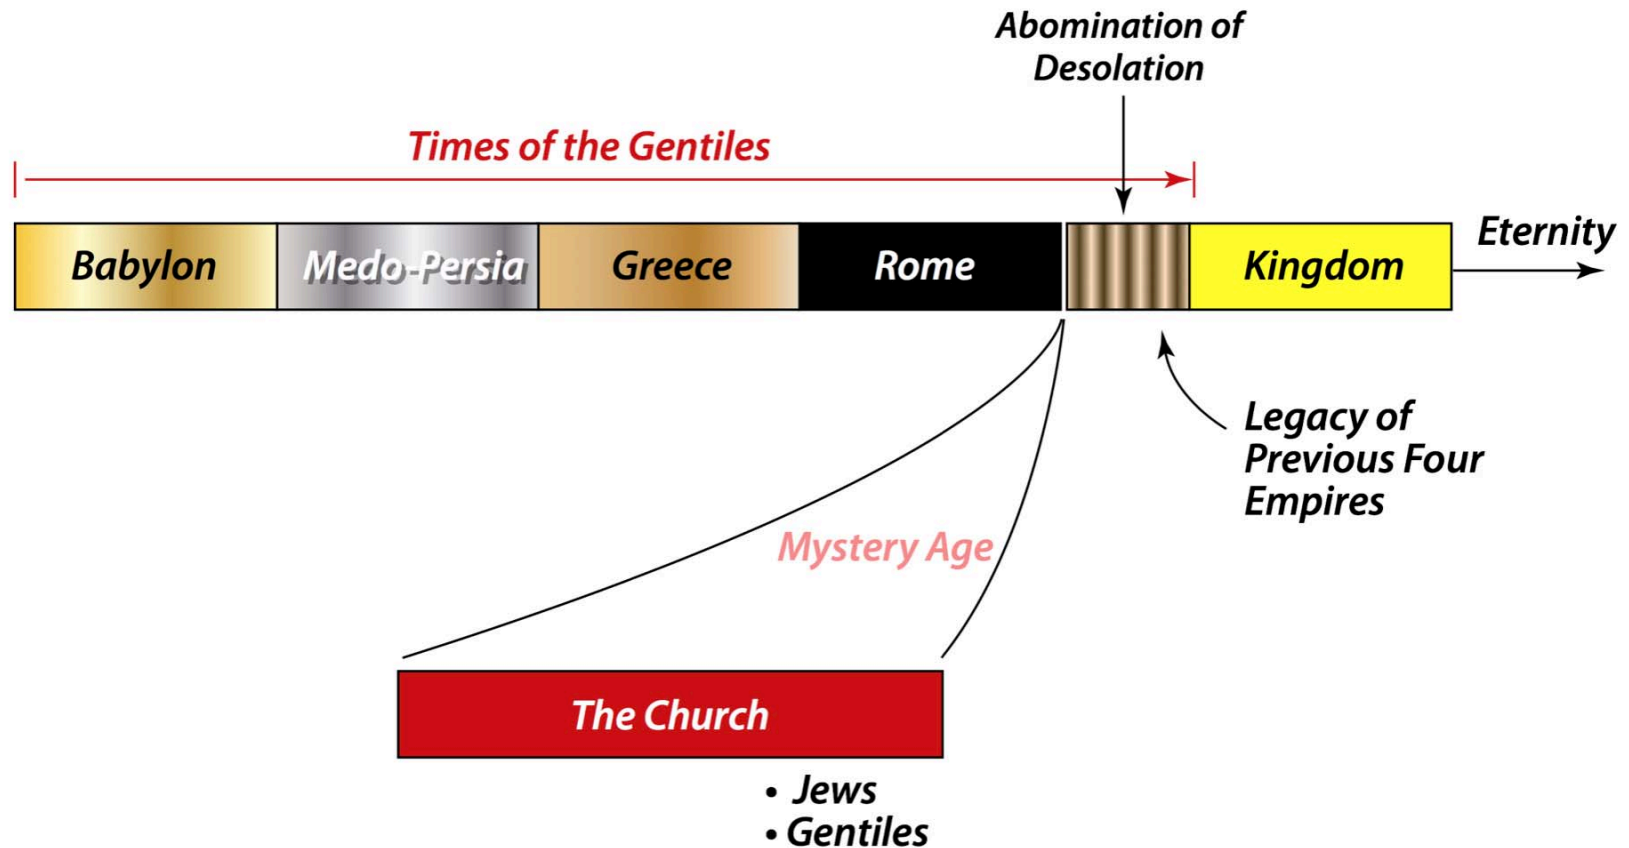 Abomination of
Desolation
Times of the Gentiles
Babylon
Medo-Persia
Greece
Rome
Kingdom
Eternity
Legacy of
Previous Four
Empires
Mystery Age
The Church
• Jews
• Gentiles